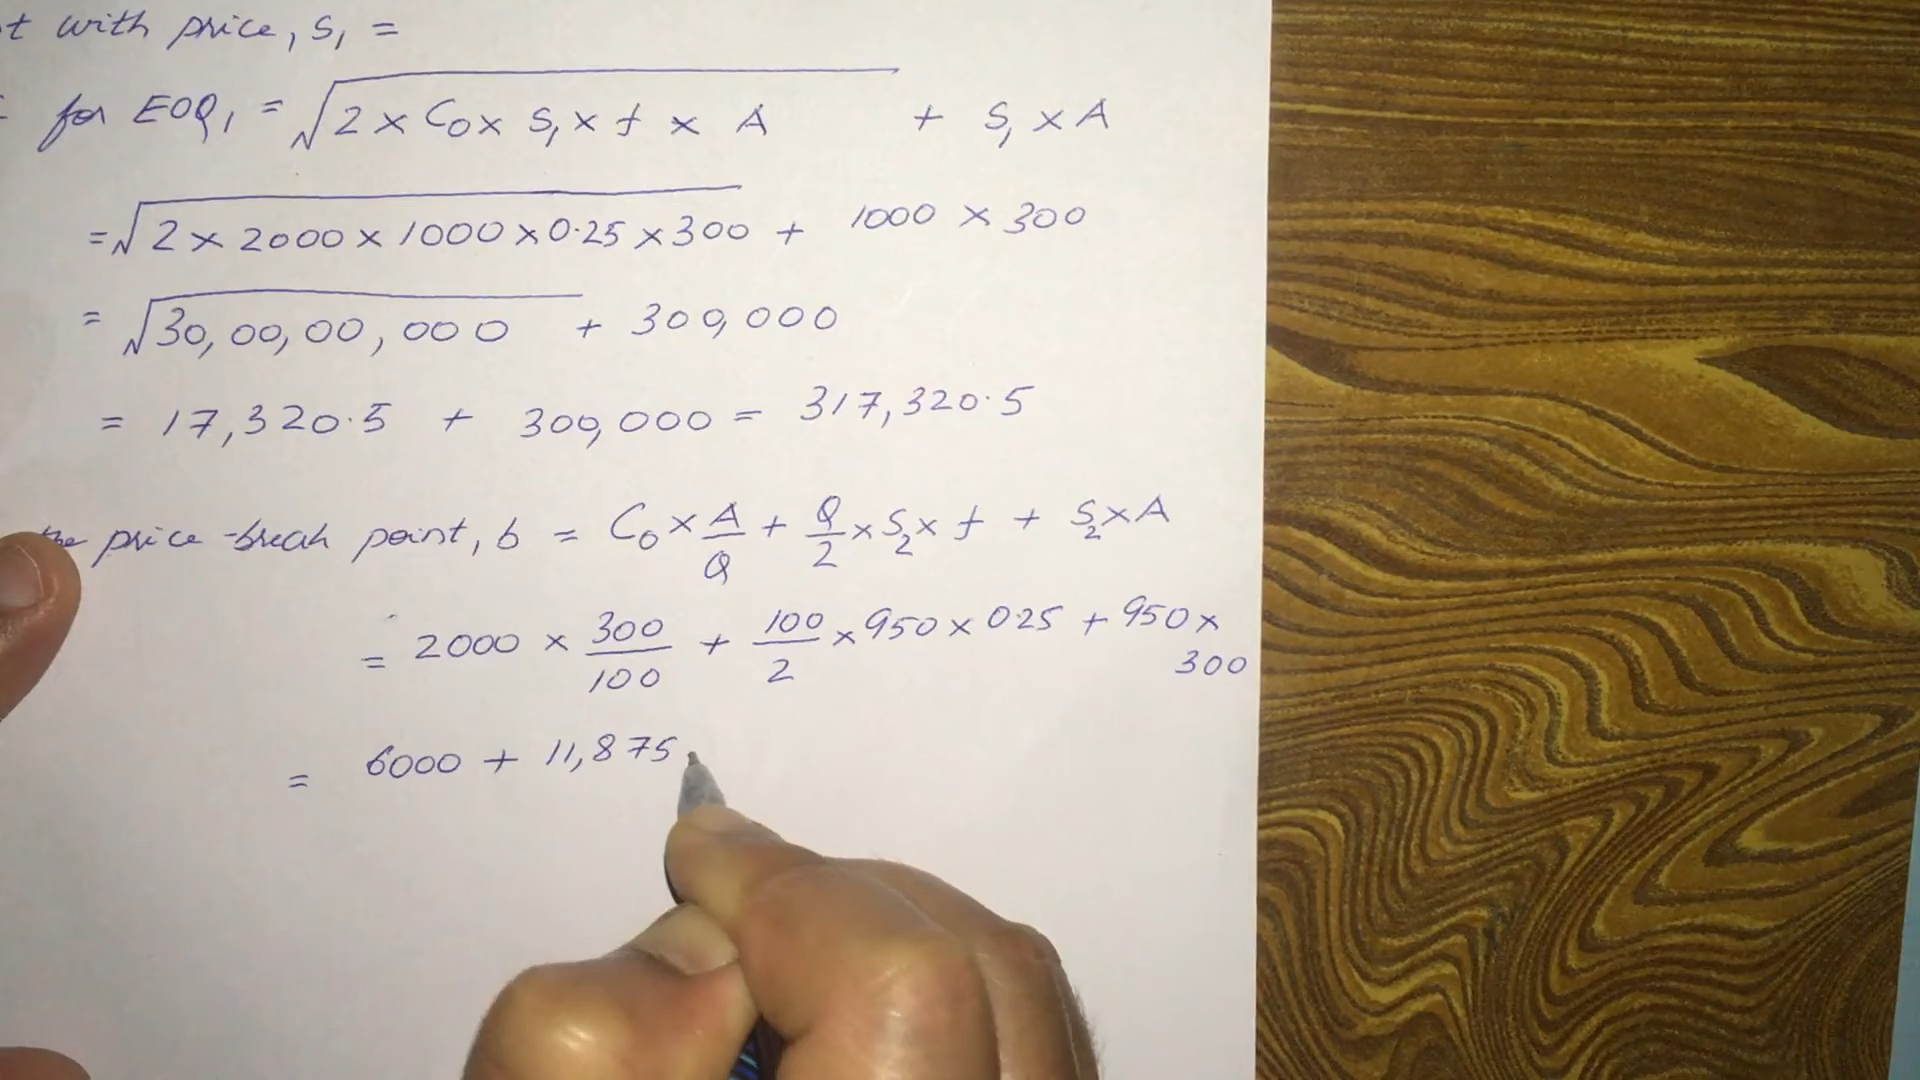 t with price, S₁ =
for EOQ₁ = √2 × C₀ × S₁ × f × A + S₁ × A
= √2 × 2000 × 1000 × 0.25 × 300 + 1000 × 300
= √30,00,00,000 + 300,000
= 17,320.5 + 300,000 = 317,320.5
the price-break point, b = C₀ × A/Q + Q/2 × S₂ × f + S₂ × A
= 2000 × 300/100 + 100/2 × 950 × 0.25 + 950 × 300
= 6000 + 11,875